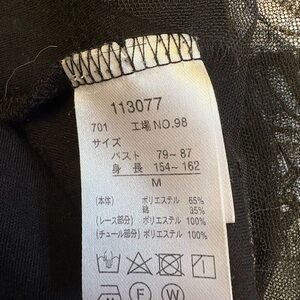 113077
701 工場NO.98
サイズ
バスト 79~ 87
身長 154~ 162
M
(本体) ポリエステル 65%
綿 35%
(レース部分) ポリエステル 100%
(チュール部分) ポリエステル 100%
F W